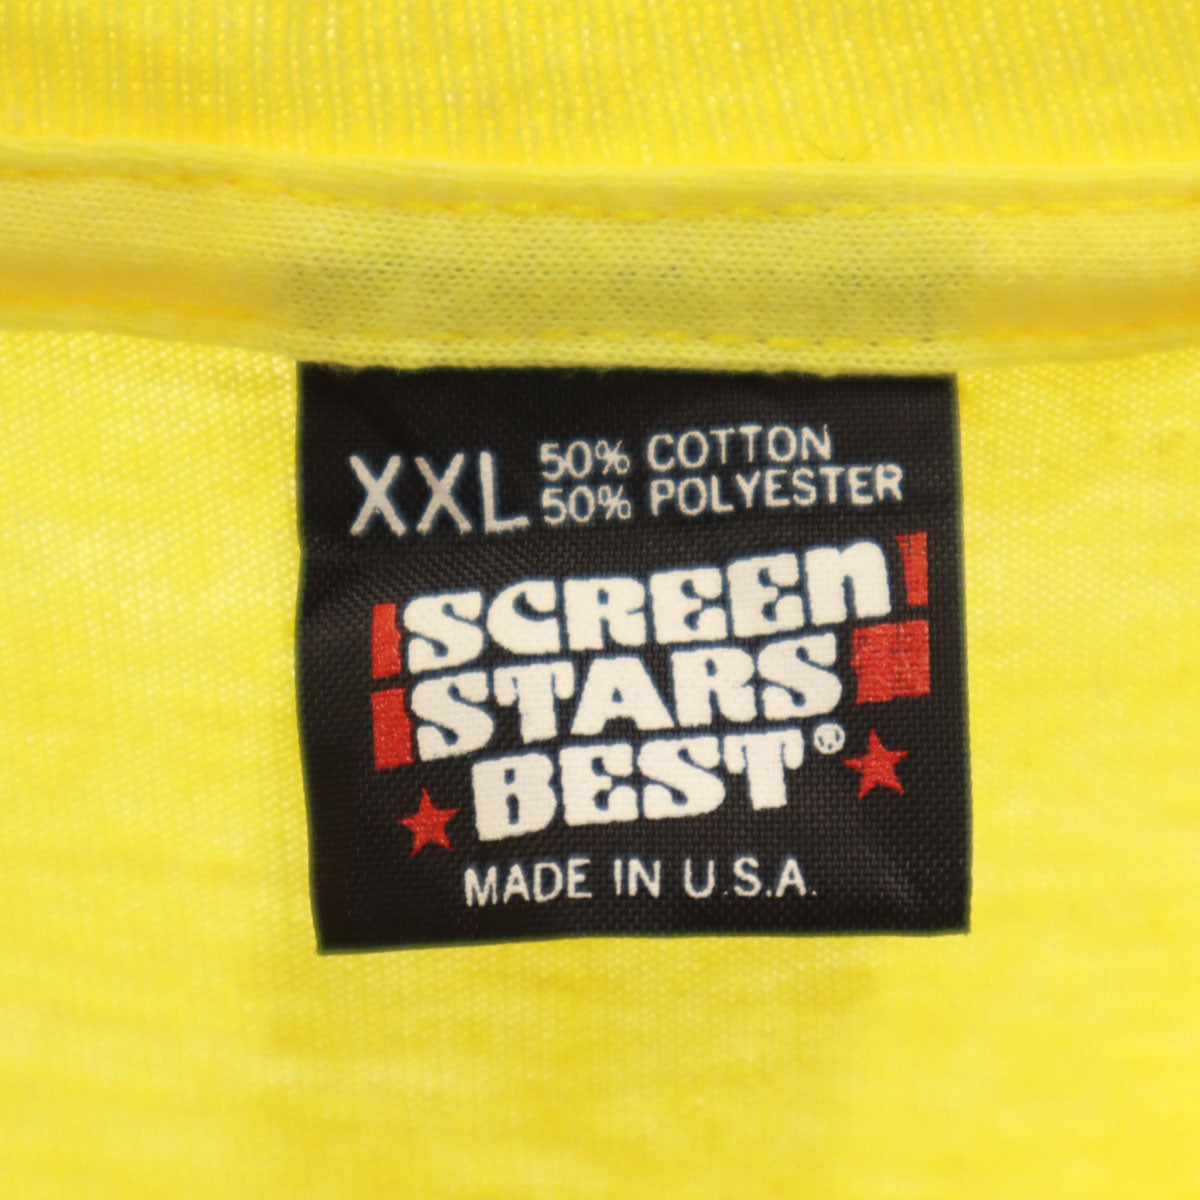 XXL 50% COTTON
50% POLYESTER
SCREEN
STARS
BEST®
MADE IN U.S.A.